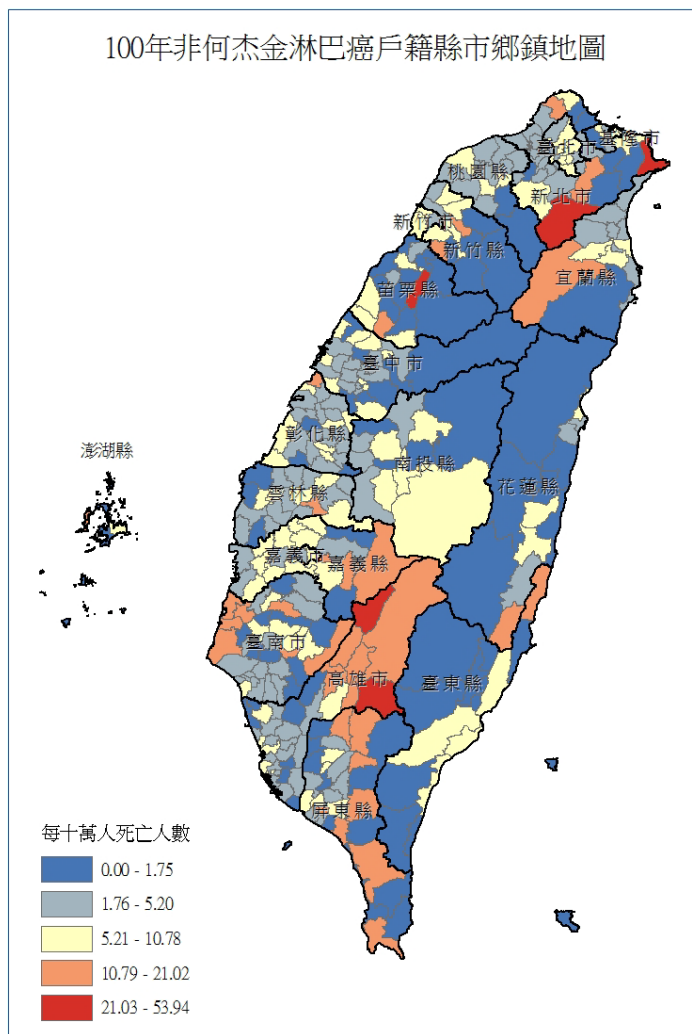 100年非何杰金淋巴癌戶籍縣市鄉鎮地圖
基隆市
臺北市
桃園縣
新北市
新竹市
新竹縣
宜蘭縣
苗栗縣
臺中市
彰化縣
澎湖縣
南投縣
花蓮縣
雲林縣
嘉義市
嘉義縣
臺南市
高雄市
臺東縣
屏東縣
每十萬人死亡人數
0.00 - 1.75
1.76 - 5.20
5.21 - 10.78
10.79 - 21.02
21.03 - 53.94